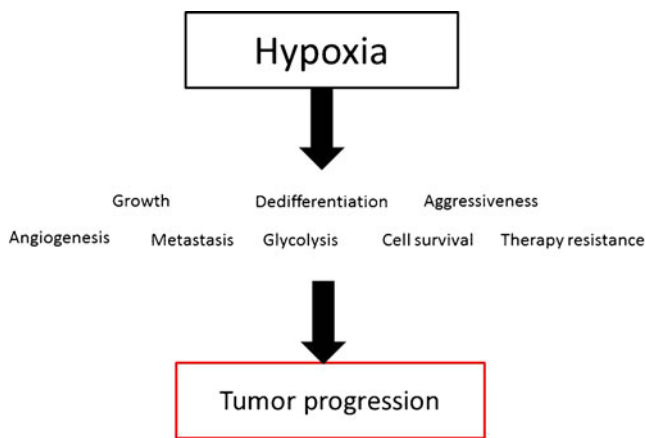 Hypoxia
Growth Dedifferentiation Aggressiveness
Angiogenesis Metastasis Glycolysis Cell survival Therapy resistance
Tumor progression